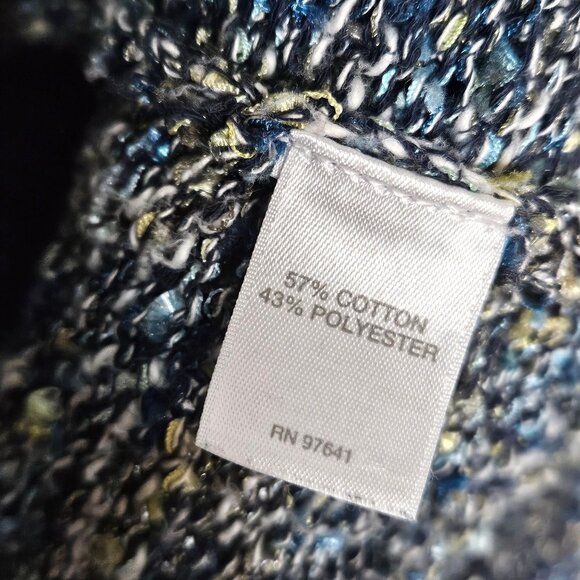 57% COTTON
43% POLYESTER
RN 97641